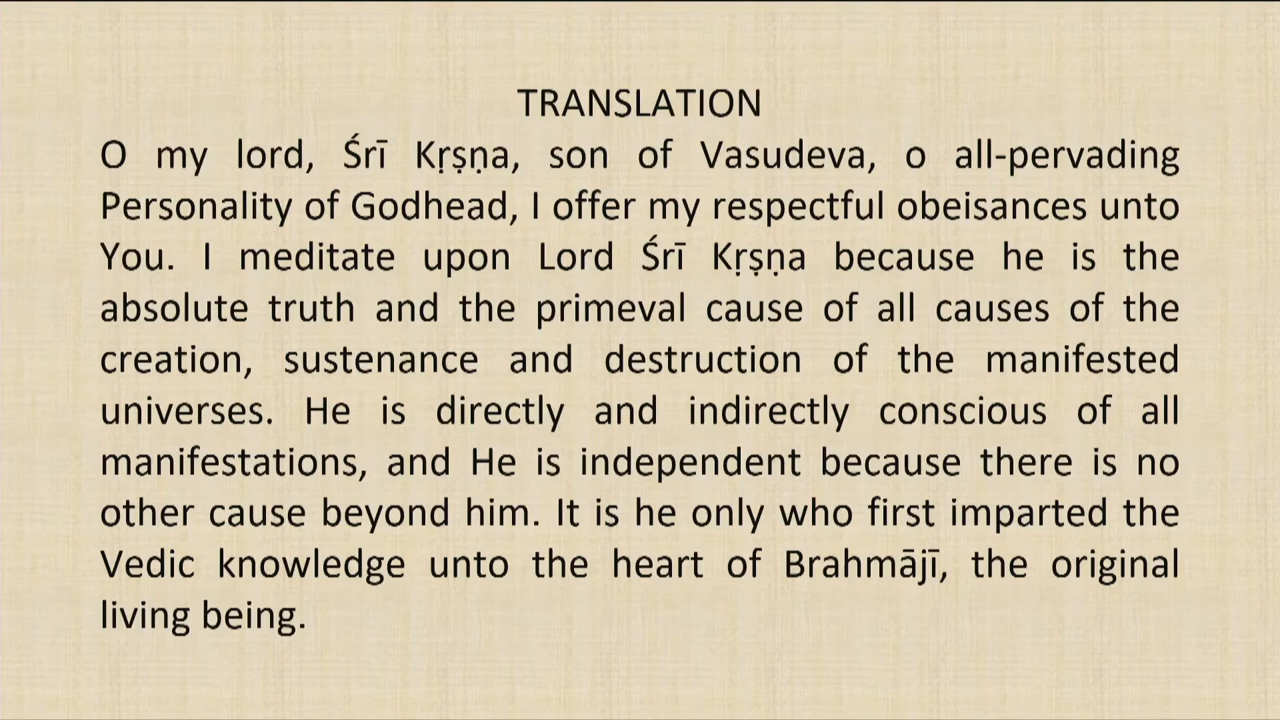 TRANSLATION
O my lord, Śrī Kṛṣṇa, son of Vasudeva, o all-pervading
Personality of Godhead, I offer my respectful obeisances unto
You. I meditate upon Lord Śrī Kṛṣṇa because he is the
absolute truth and the primeval cause of all causes of the
creation, sustenance and destruction of the manifested
universes. He is directly and indirectly conscious of all
manifestations, and He is independent because there is no
other cause beyond him. It is he only who first imparted the
Vedic knowledge unto the heart of Brahmājī, the original
living being.